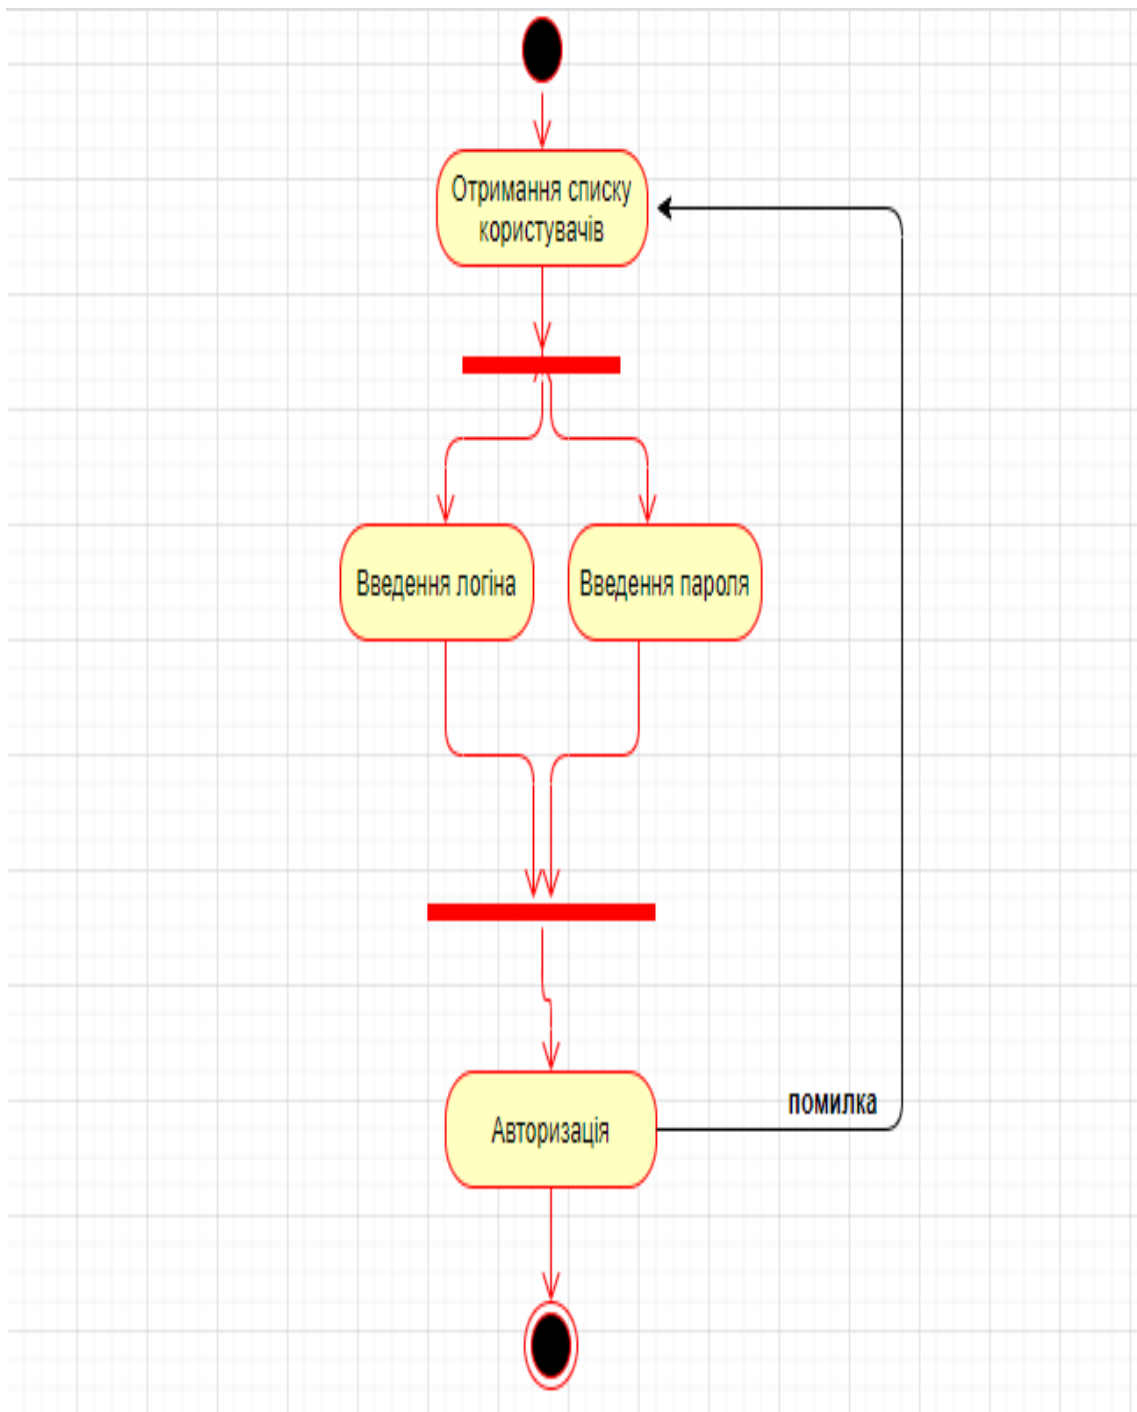 Отримання списку
користувачів
Введення логіна
Введення пароля
помилка
Авторизація